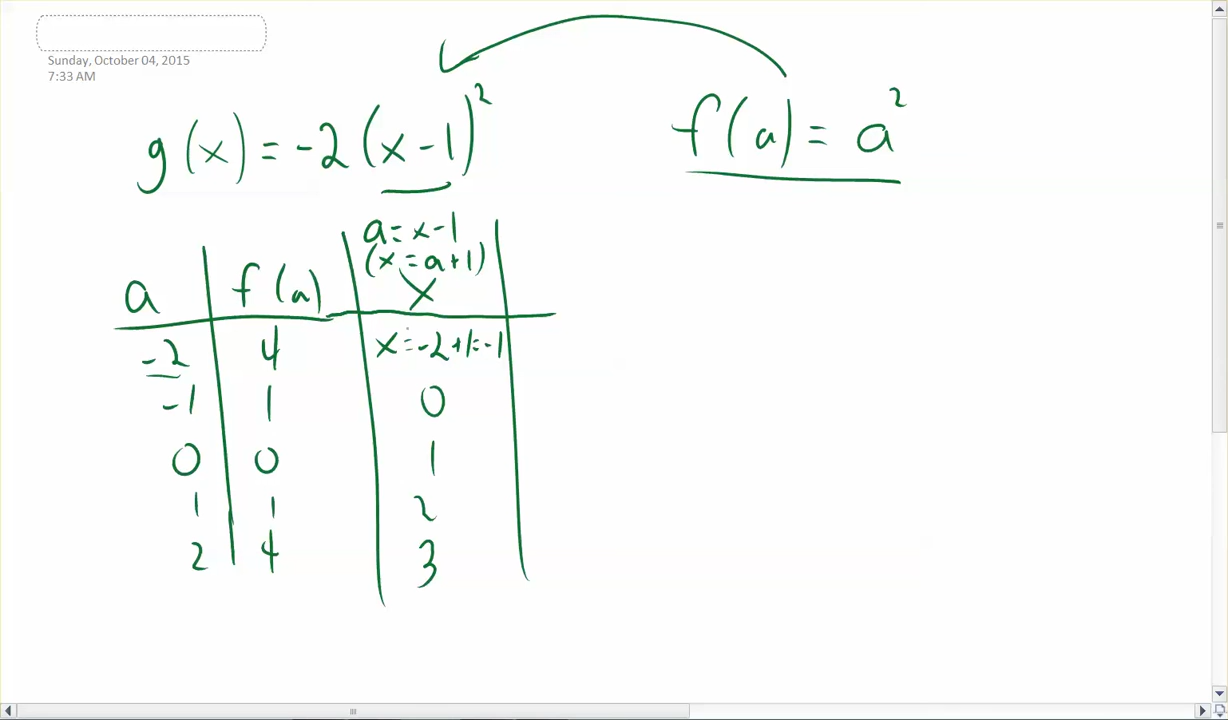 Sunday, October 04, 2015
7:33 AM
g(x) = -2(x-1)²
f(a) = a²
a=x-1
(x=a+1)
a f(a) x
-2 4 x=-2+1=-1
-1 1 0
0 0 1
1 1 2
2 4 3